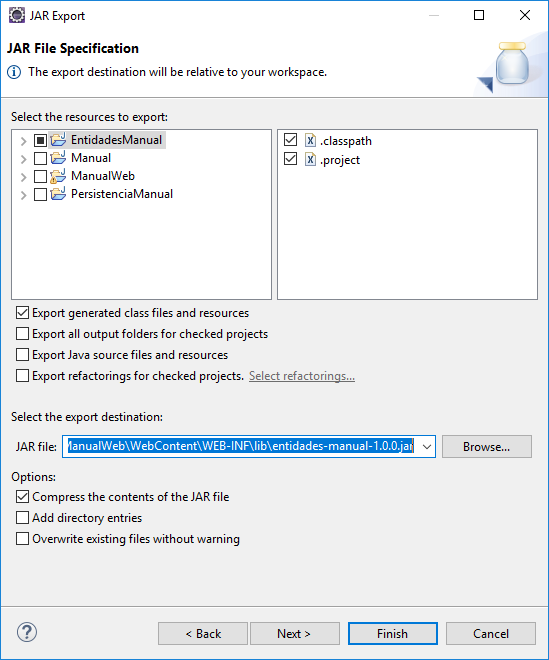 JAR Export
JAR File Specification
The export destination will be relative to your workspace.
Select the resources to export:
EntidadesManual
Manual
ManualWeb
PersistenciaManual
.classpath
.project
Export generated class files and resources
Export all output folders for checked projects
Export Java source files and resources
Export refactorings for checked projects. Select refactorings...
Select the export destination:
JAR file: ManualWeb\WebContent\WEB-INF\lib\entidades-manual-1.0.0.jar Browse...
Options:
Compress the contents of the JAR file
Add directory entries
Overwrite existing files without warning
? < Back Next > Finish Cancel